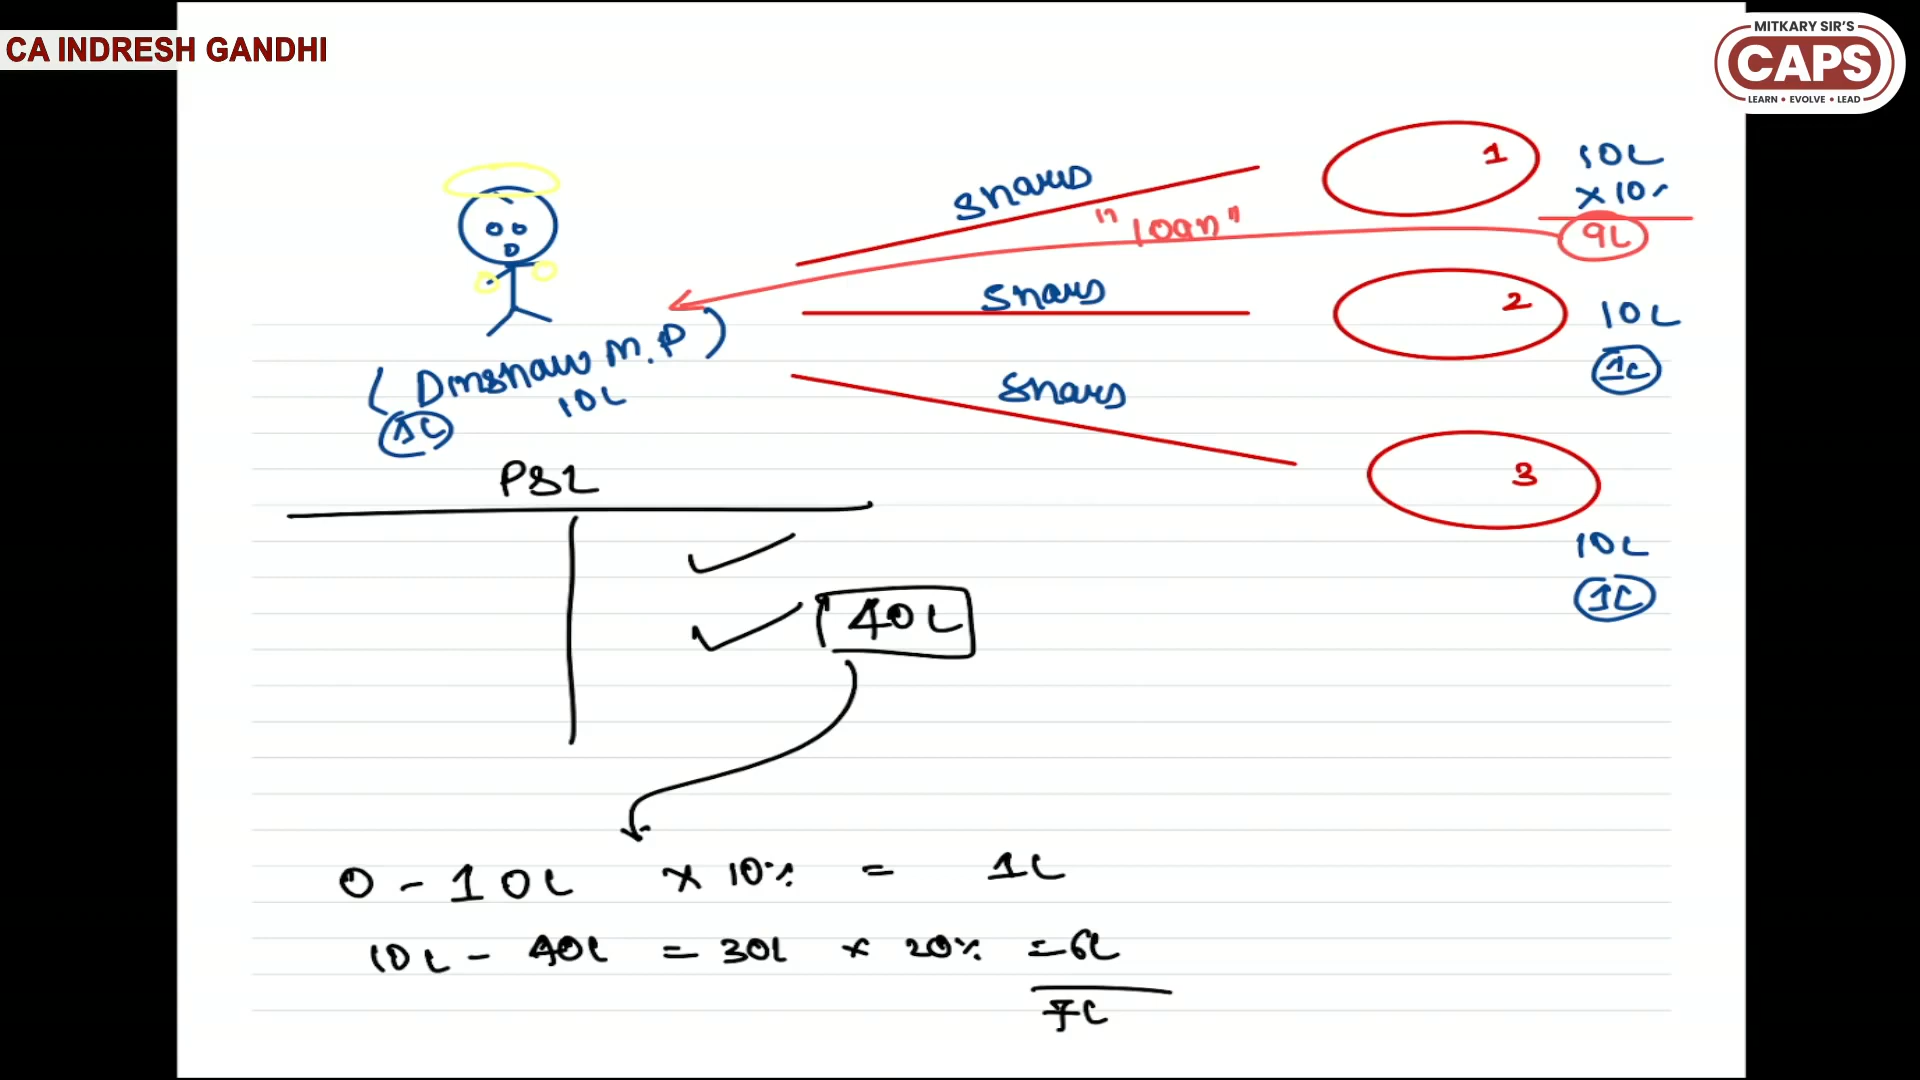 CA INDRESH GANDHI
MITKARY SIR'S
CAPS
LEARN • EVOLVE • LEAD
shares
"loan"
1
10L
x 10%
9L
shares
2
10L
1L
(Dinshaw M.P)
10L
1L
shares
3
10L
1L
P&L
40L
0 - 10L x 10% = 1L
10L - 40L = 30L x 20% = 6L
7L